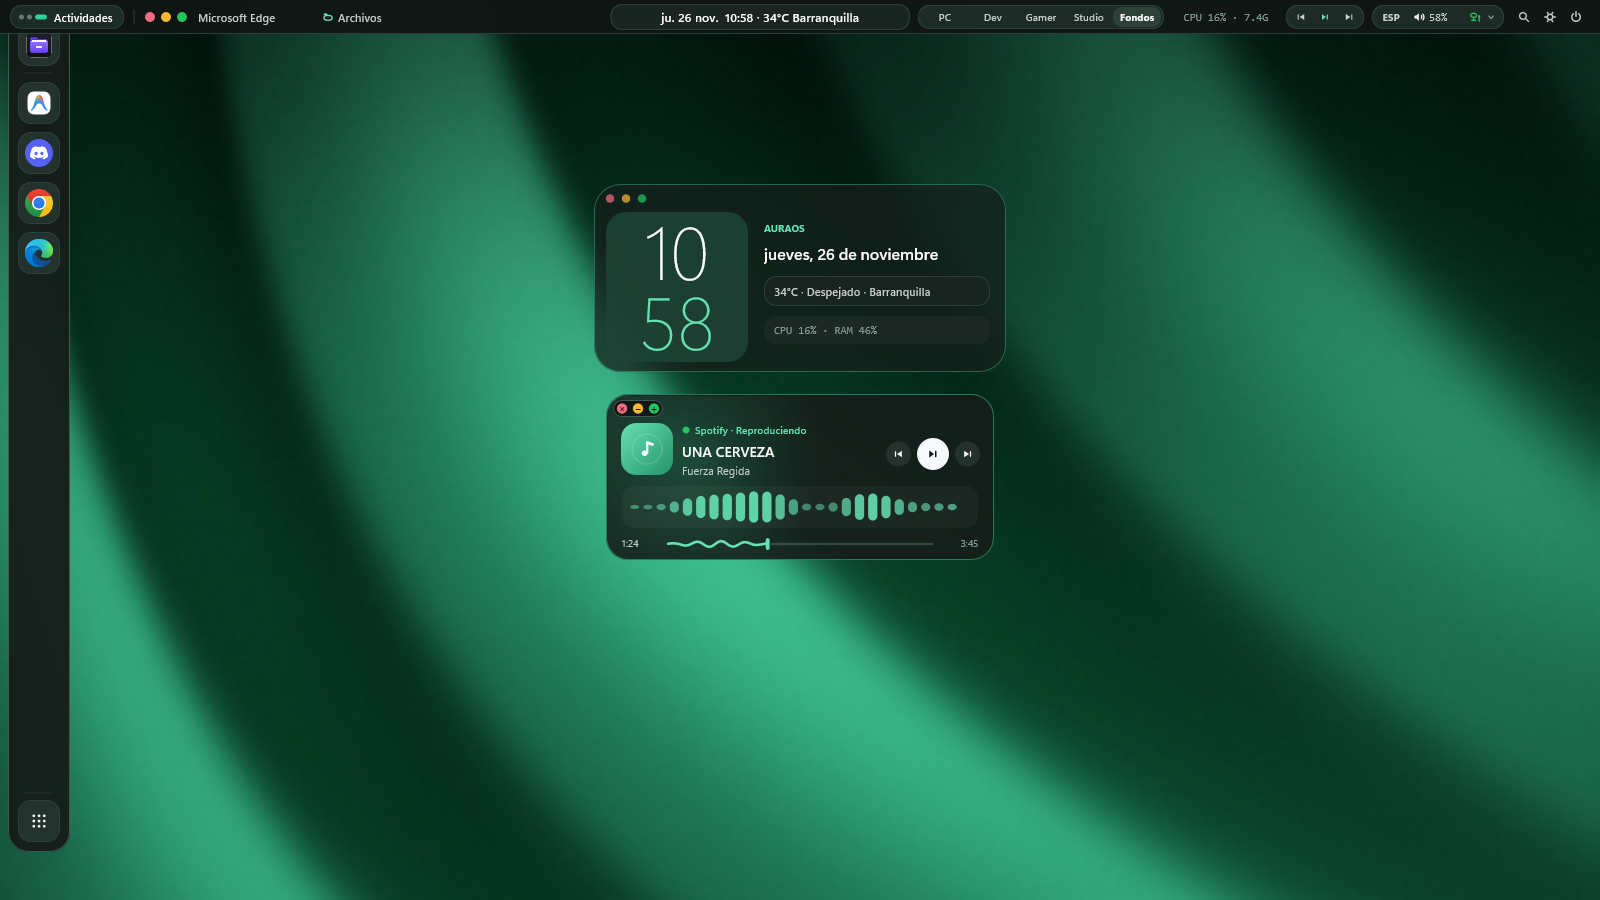 Actividades
Microsoft Edge
Archivos
ju. 26 nov. 10:58 · 34°C Barranquilla
PC Dev Gamer Studio Fondos
CPU 16% · 7.4G
ESP 58%
10
58
AURAOS
jueves, 26 de noviembre
34°C · Despejado · Barranquilla
CPU 16% · RAM 46%
Spotify · Reproduciendo
UNA CERVEZA
Fuerza Regida
1:24 3:45